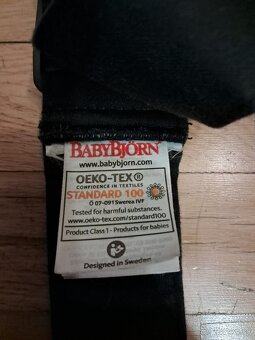 BABYBJÖRN
www.babybjorn.com
OEKO-TEX®
CONFIDENCE IN TEXTILES
STANDARD 100
O 07-091 Swerea IVF
Tested for harmful substances.
www.oeko-tex.com/standard100
Product Class 1 - Products for babies
Designed in Sweden